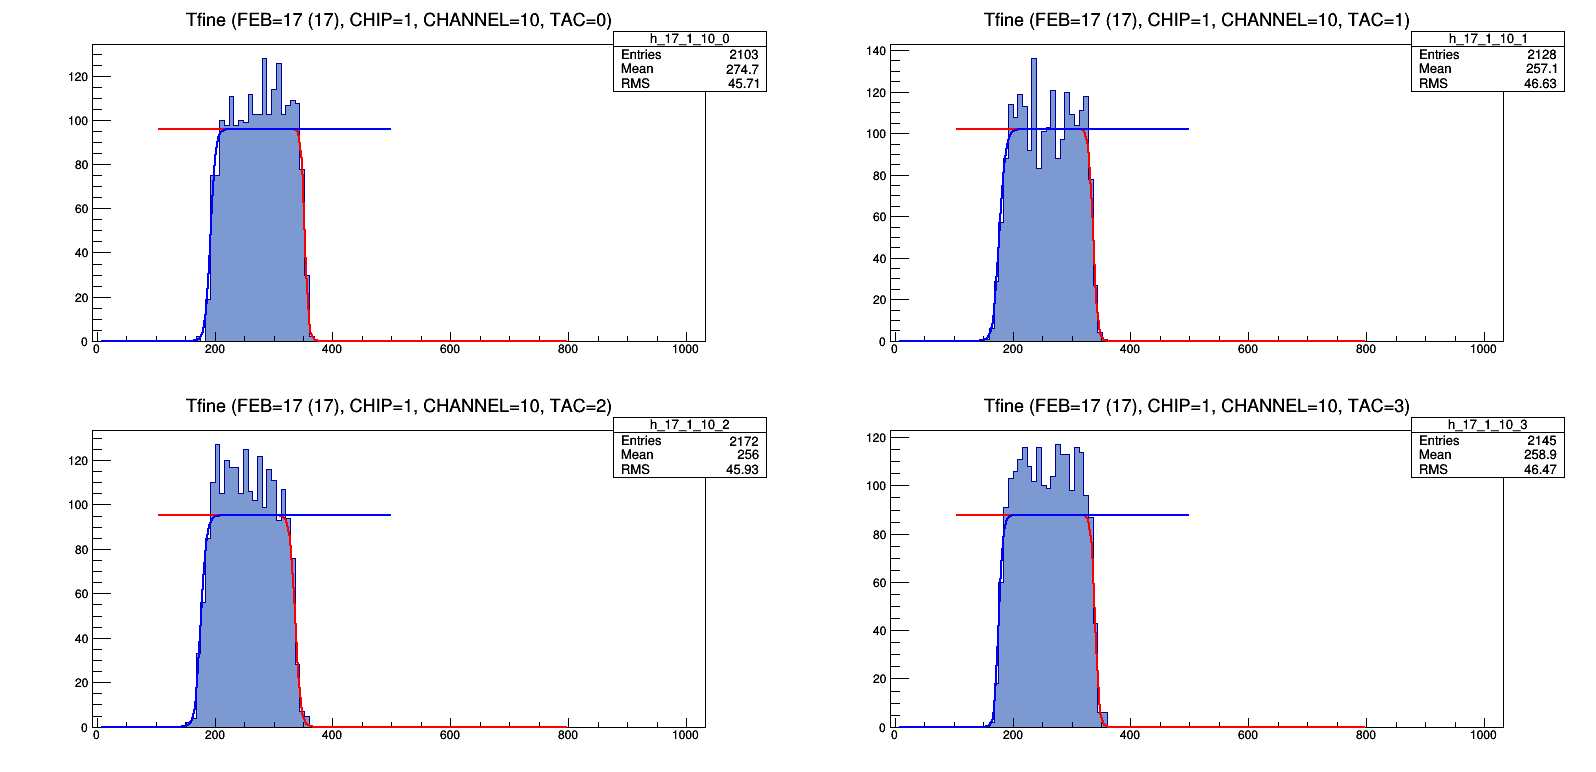 Tfine (FEB=17 (17), CHIP=1, CHANNEL=10, TAC=0)
h_17_1_10_0
Entries 2103
Mean 274.7
RMS 45.71
120
100
80
60
40
20
0
0 200 400 600 800 1000
Tfine (FEB=17 (17), CHIP=1, CHANNEL=10, TAC=1)
h_17_1_10_1
Entries 2128
Mean 257.1
RMS 46.63
140
120
100
80
60
40
20
0
0 200 400 600 800 1000
Tfine (FEB=17 (17), CHIP=1, CHANNEL=10, TAC=2)
h_17_1_10_2
Entries 2172
Mean 256
RMS 45.93
120
100
80
60
40
20
0
0 200 400 600 800 1000
Tfine (FEB=17 (17), CHIP=1, CHANNEL=10, TAC=3)
h_17_1_10_3
Entries 2145
Mean 258.9
RMS 46.47
120
100
80
60
40
20
0
0 200 400 600 800 1000